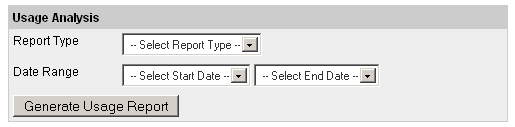 Usage Analysis
Report Type -- Select Report Type --
Date Range -- Select Start Date -- -- Select End Date --
Generate Usage Report